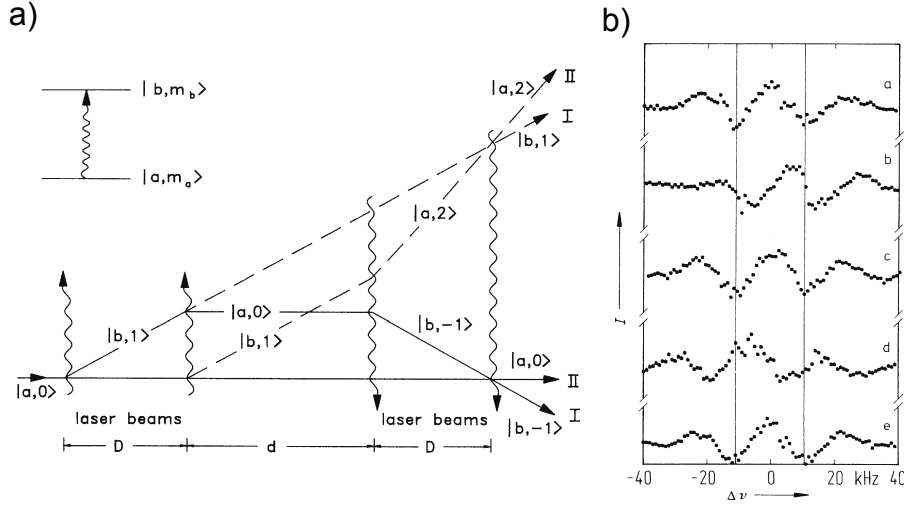 a)
b)
|b,m_b>
|a,m_a>
II
|a,2>
I
|b,1>
|a,2>
|a,0>
|b,1>
|b,1>
|b,-1>
|a,0>
|a,0>
II
I
|b,-1>
laser beams
laser beams
D
d
D
a
b
c
d
e
I
-40
-20
0
20
kHz
40
Δν